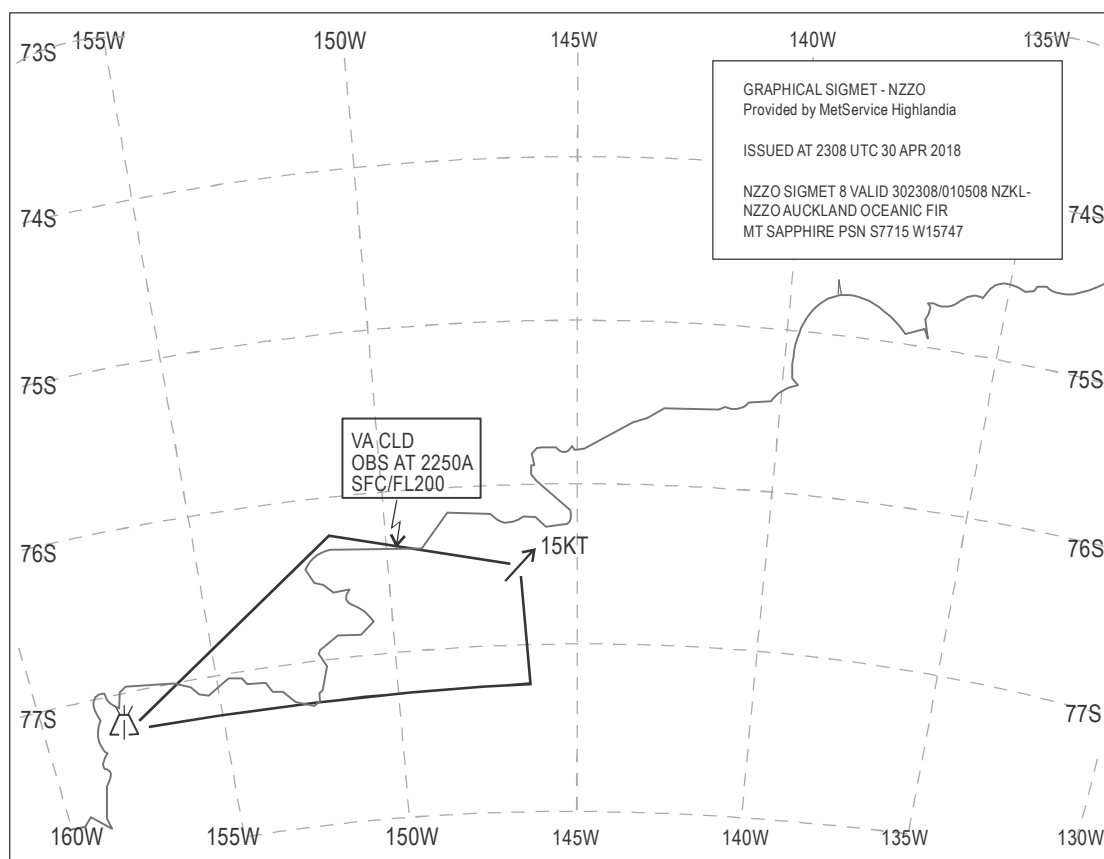 155W 150W 145W 140W 135W
73S
GRAPHICAL SIGMET - NZZO
Provided by MetService Highlandia
ISSUED AT 2308 UTC 30 APR 2018
NZZO SIGMET 8 VALID 302308/010508 NZKL-
NZZO AUCKLAND OCEANIC FIR
MT SAPPHIRE PSN S7715 W15747
74S 74S
75S 75S
VA CLD
OBS AT 2250A
SFC/FL200
15KT
76S 76S
77S 77S
160W 155W 150W 145W 140W 135W 130W